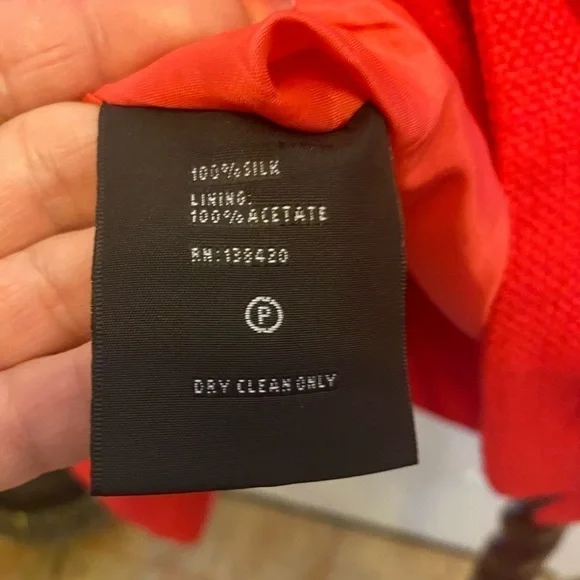 100% SILK
LINING:
100% ACETATE
RN: 138420
P
DRY CLEAN ONLY